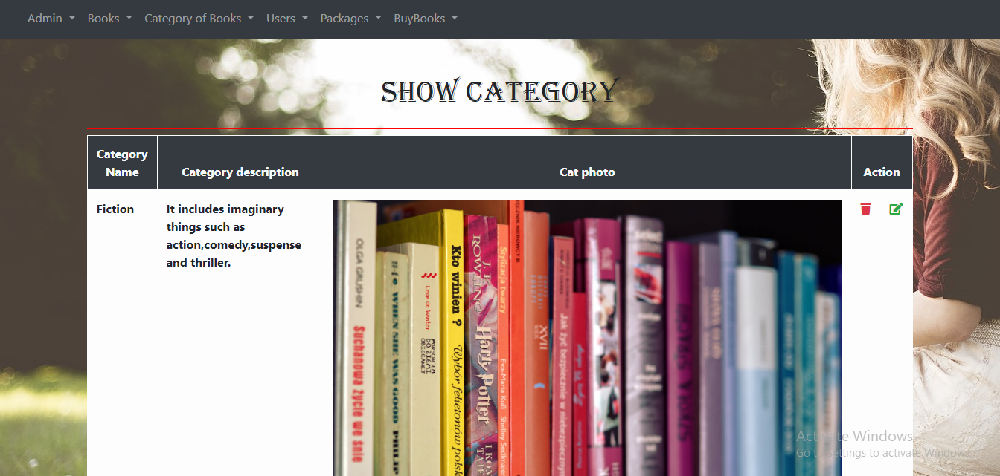 Admin
Books
Category of Books
Users
Packages
BuyBooks
SHOW CATEGORY
Category
Name
Category description
Cat photo
Action
Fiction
It includes imaginary
things such as
action,comedy,suspense
and thriller.
OLGA GRUSHIN
Suchanowa życie we śnie
WHEN SHE WAS GOOD PHILIP
Leon de Winter
Kto winien ?
Wybór felietonów polsk
J.K.
ROWLING
Harry Potter
Stylizacja twarzy
Eva-Maria Kuß Shelley Sedlmaier
XVII
Jak żyć bezpiecznie w niebezpiecznym
Activate Windows
Go to Settings to activate Windows.